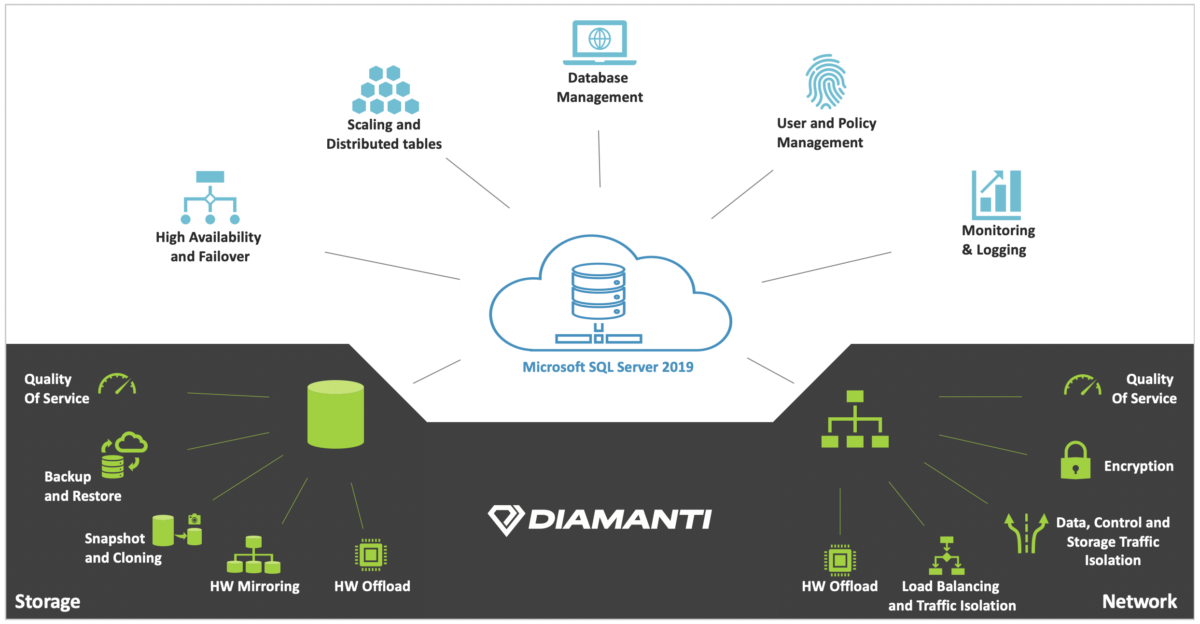 Database
Management
Scaling and
Distributed tables
User and Policy
Management
High Availability
and Failover
Monitoring
& Logging
Microsoft SQL Server 2019
Quality
Of Service
Backup
and Restore
Snapshot
and Cloning
HW Mirroring
HW Offload
Storage
DIAMANTI
Quality
Of Service
Encryption
Data, Control and
Storage Traffic
Isolation
HW Offload
Load Balancing
and Traffic Isolation
Network